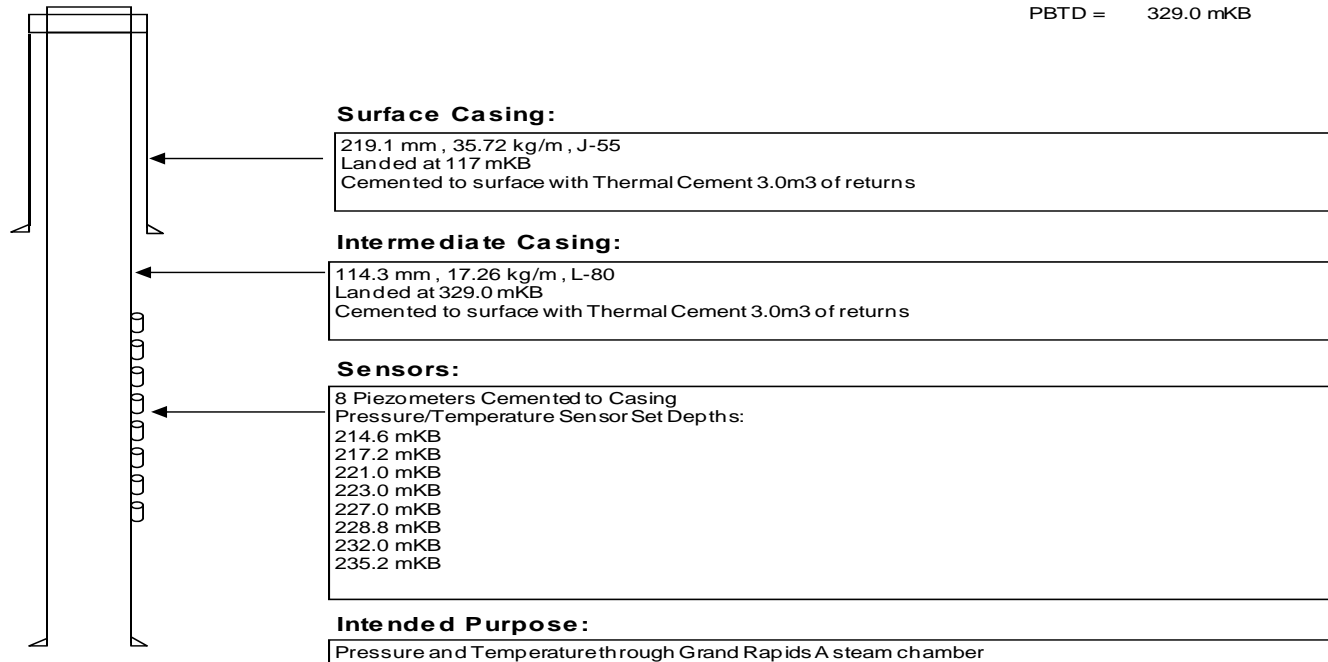 PBTD = 329.0 mKB
Surface Casing:
219.1 mm , 35.72 kg/m , J-55
Landed at 117 mKB
Cemented to surface with Thermal Cement 3.0m3 of returns
Intermediate Casing:
114.3 mm , 17.26 kg/m , L-80
Landed at 329.0 mKB
Cemented to surface with Thermal Cement 3.0m3 of returns
Sensors:
8 Piezometers Cemented to Casing
Pressure/Temperature Sensor Set Depths:
214.6 mKB
217.2 mKB
221.0 mKB
223.0 mKB
227.0 mKB
228.8 mKB
232.0 mKB
235.2 mKB
Intended Purpose:
Pressure and Temperature through Grand Rapids A steam chamber